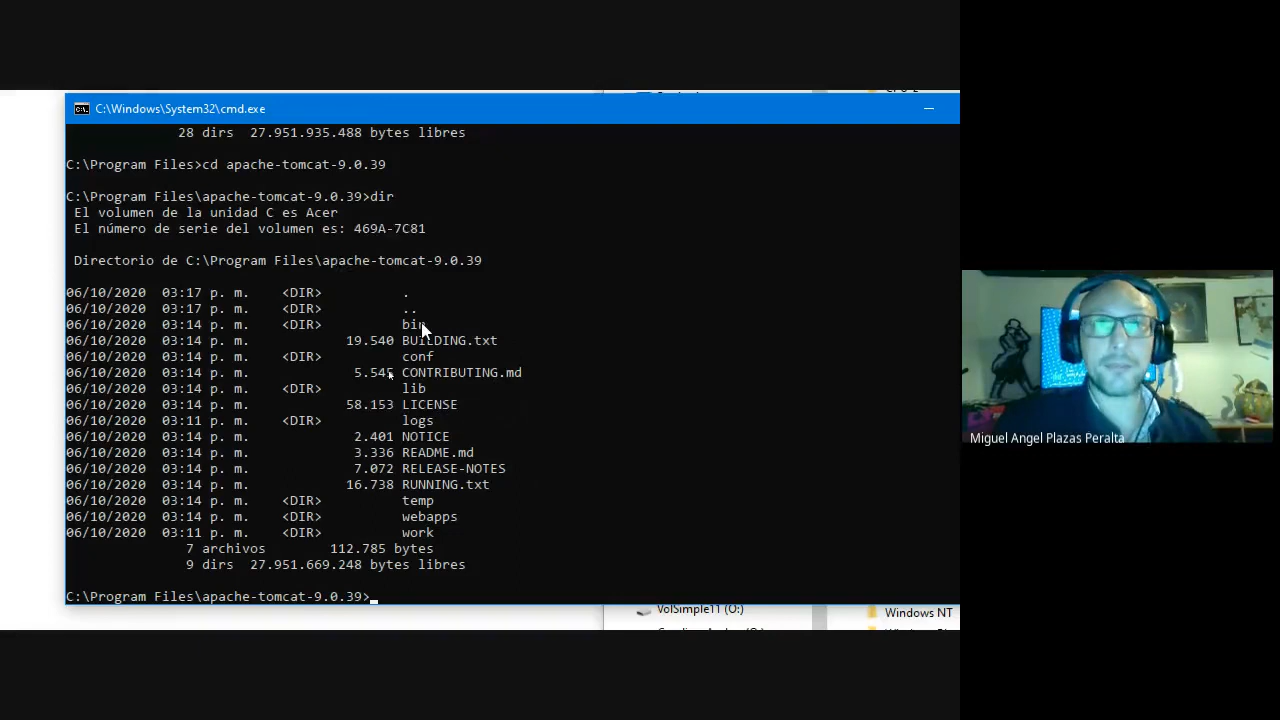 C:\Windows\System32\cmd.exe
28 dirs  27.951.935.488 bytes libres
C:\Program Files>cd apache-tomcat-9.0.39
C:\Program Files\apache-tomcat-9.0.39>dir
El volumen de la unidad C es Acer
El número de serie del volumen es: 469A-7C81
Directorio de C:\Program Files\apache-tomcat-9.0.39
06/10/2020  03:17 p. m.    <DIR>          .
06/10/2020  03:17 p. m.    <DIR>          ..
06/10/2020  03:14 p. m.    <DIR>          bin
06/10/2020  03:14 p. m.            19.540 BUILDING.txt
06/10/2020  03:14 p. m.    <DIR>          conf
06/10/2020  03:14 p. m.             5.545 CONTRIBUTING.md
06/10/2020  03:14 p. m.    <DIR>          lib
06/10/2020  03:14 p. m.            58.153 LICENSE
06/10/2020  03:11 p. m.    <DIR>          logs
06/10/2020  03:14 p. m.             2.401 NOTICE
06/10/2020  03:14 p. m.             3.336 README.md
06/10/2020  03:14 p. m.             7.072 RELEASE-NOTES
06/10/2020  03:14 p. m.            16.738 RUNNING.txt
06/10/2020  03:14 p. m.    <DIR>          temp
06/10/2020  03:14 p. m.    <DIR>          webapps
06/10/2020  03:11 p. m.    <DIR>          work
7 archivos        112.785 bytes
9 dirs  27.951.669.248 bytes libres
C:\Program Files\apache-tomcat-9.0.39>
VolSimple11 (O:)
Windows NT
Miguel Angel Plazas Peralta